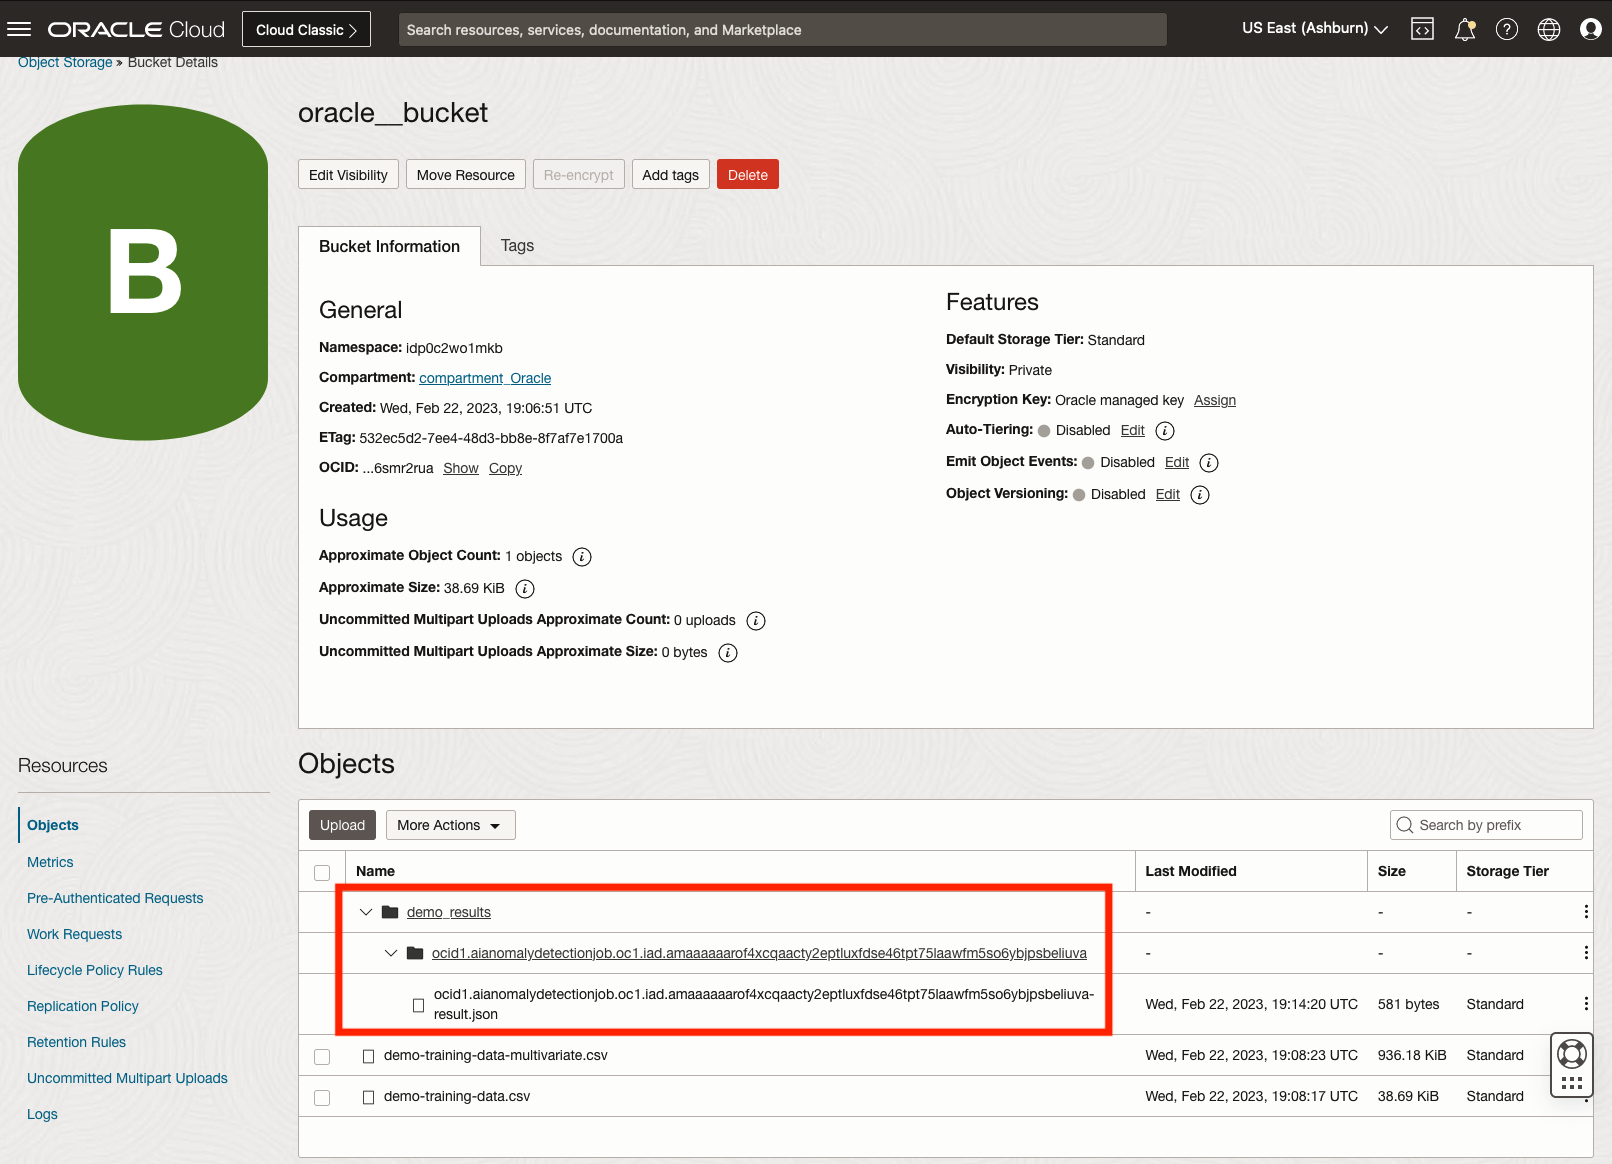 ORACLE Cloud
Cloud Classic
Search resources, services, documentation, and Marketplace
US East (Ashburn)
Object Storage » Bucket Details
B
oracle__bucket
Edit Visibility
Move Resource
Re-encrypt
Add tags
Delete
Bucket Information
Tags
General
Namespace: idp0c2wo1mkb
Compartment: compartment_Oracle
Created: Wed, Feb 22, 2023, 19:06:51 UTC
ETag: 532ec5d2-7ee4-48d3-bb8e-8f7af7e1700a
OCID: ...6smr2rua Show Copy
Usage
Approximate Object Count: 1 objects
Approximate Size: 38.69 KiB
Uncommitted Multipart Uploads Approximate Count: 0 uploads
Uncommitted Multipart Uploads Approximate Size: 0 bytes
Features
Default Storage Tier: Standard
Visibility: Private
Encryption Key: Oracle managed key Assign
Auto-Tiering: Disabled Edit
Emit Object Events: Disabled Edit
Object Versioning: Disabled Edit
Resources
Objects
Metrics
Pre-Authenticated Requests
Work Requests
Lifecycle Policy Rules
Replication Policy
Retention Rules
Uncommitted Multipart Uploads
Logs
Objects
Upload
More Actions
Search by prefix
Name Last Modified Size Storage Tier
demo_results - - -
ocid1.aianomalydetectionjob.oc1.iad.amaaaaaarof4xcqaacty2eptluxfdse46tpt75laawfm5so6ybjpsbeliuva - - -
ocid1.aianomalydetectionjob.oc1.iad.amaaaaaarof4xcqaacty2eptluxfdse46tpt75laawfm5so6ybjpsbeliuva-
result.json Wed, Feb 22, 2023, 19:14:20 UTC 581 bytes Standard
demo-training-data-multivariate.csv Wed, Feb 22, 2023, 19:08:23 UTC 936.18 KiB Standard
demo-training-data.csv Wed, Feb 22, 2023, 19:08:17 UTC 38.69 KiB Standard